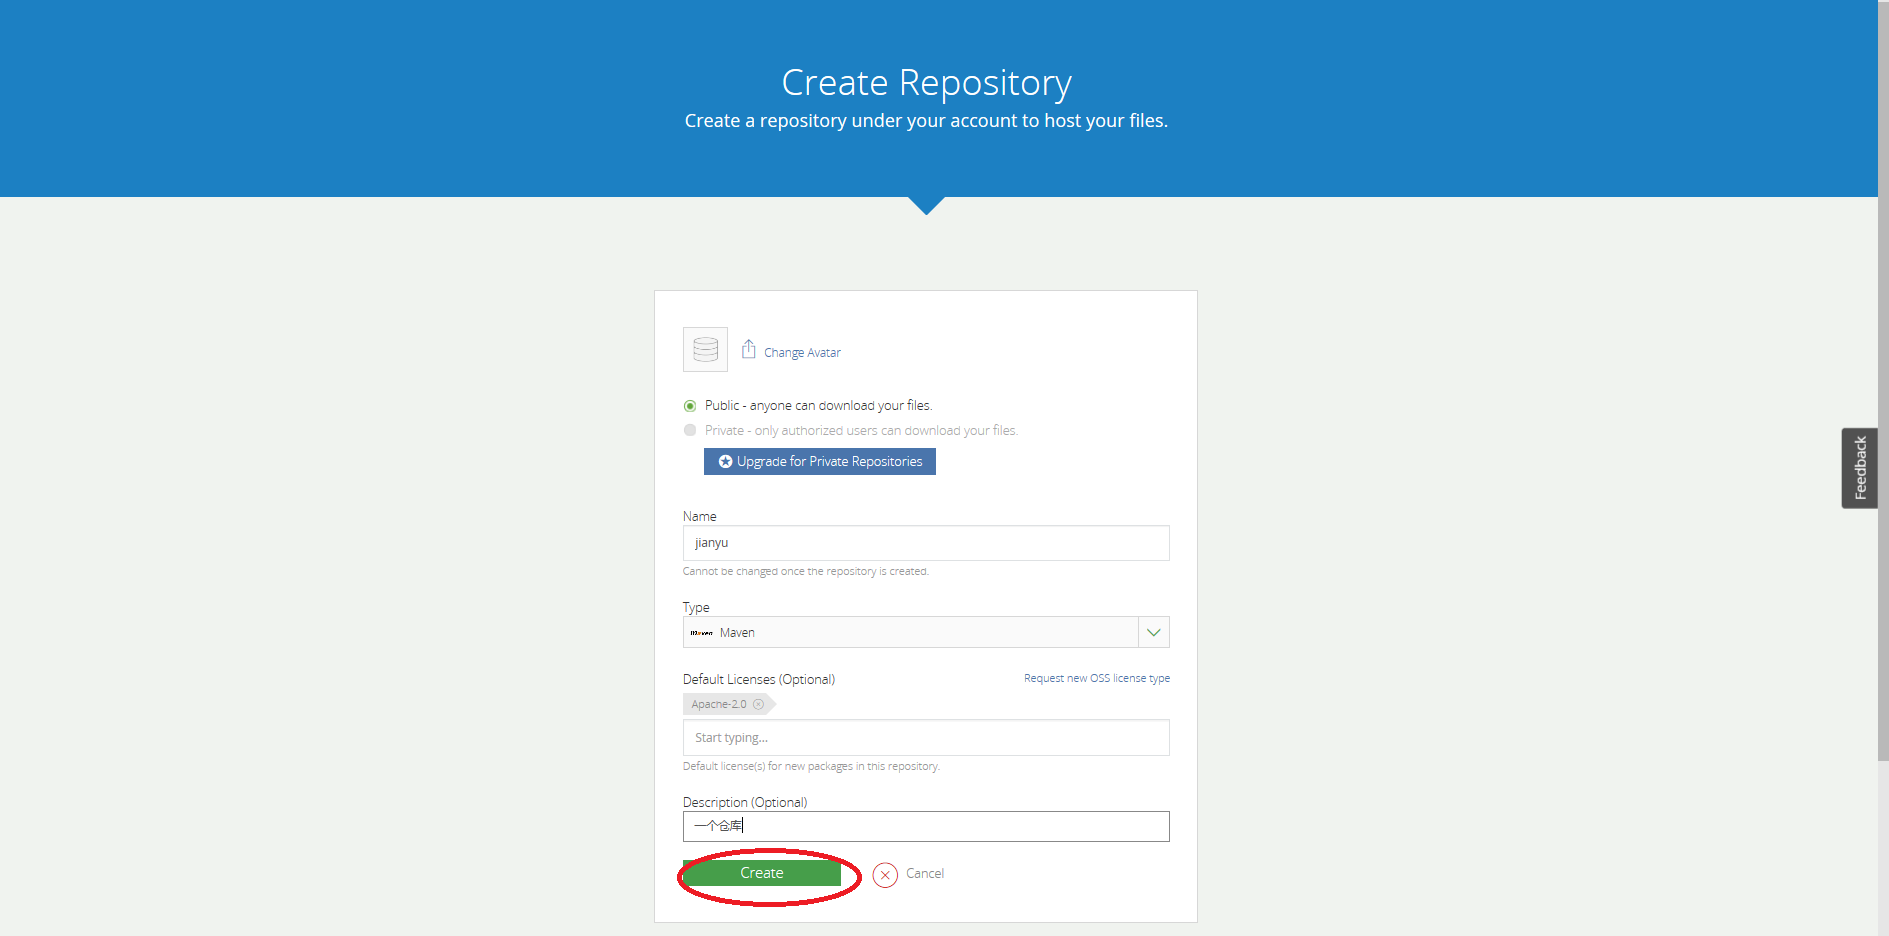 Create Repository
Create a repository under your account to host your files.
Change Avatar
Public - anyone can download your files.
Private - only authorized users can download your files.
Upgrade for Private Repositories
Feedback
Name
jianyu
Cannot be changed once the repository is created.
Type
maven Maven
Default Licenses (Optional) Request new OSS license type
Apache-2.0
Start typing...
Default license(s) for new packages in this repository.
Description (Optional)
一个仓库
Create Cancel